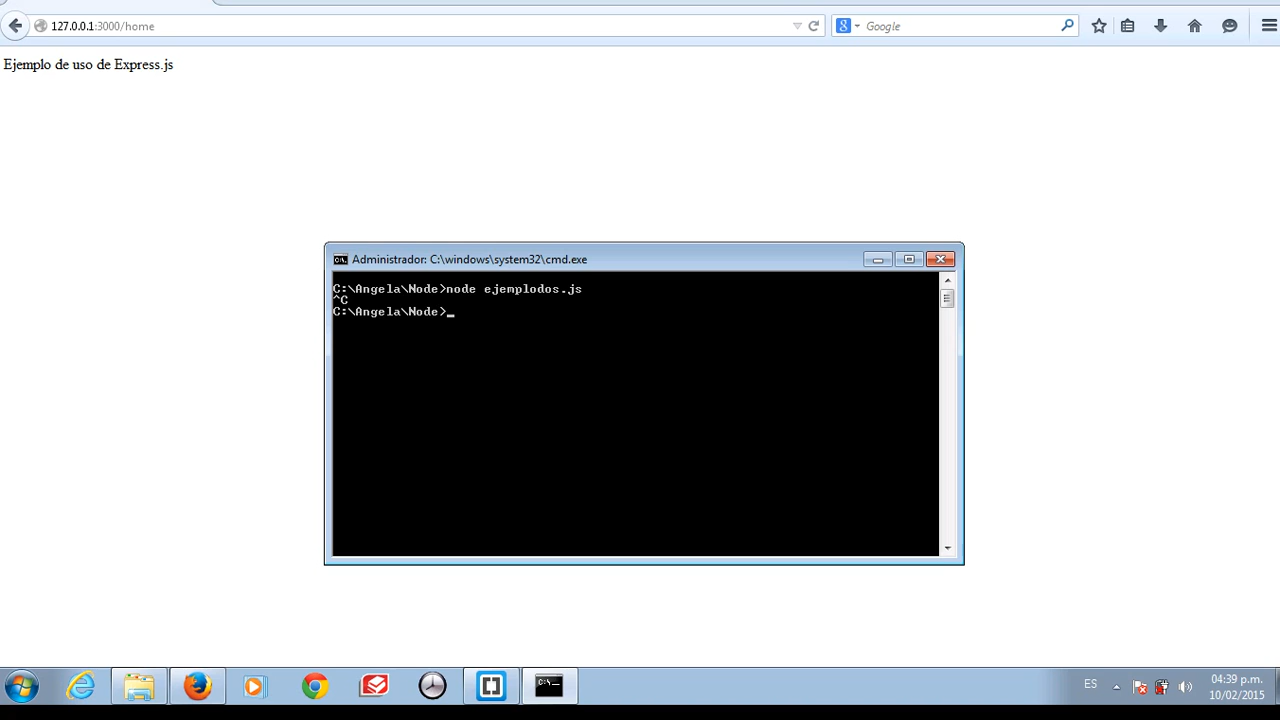 127.0.0.1:3000/home
Google
Ejemplo de uso de Express.js
Administrador: C:\windows\system32\cmd.exe
C:\Angela\Node>node ejemplodos.js
^C
C:\Angela\Node>_
ES
04:39 p.m.
10/02/2015